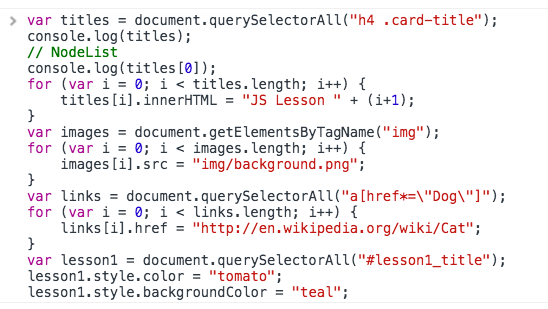 var titles = document.querySelectorAll("h4 .card-title");
console.log(titles);
// NodeList
console.log(titles[0]);
for (var i = 0; i < titles.length; i++) {
    titles[i].innerHTML = "JS Lesson " + (i+1);
}
var images = document.getElementsByTagName("img");
for (var i = 0; i < images.length; i++) {
    images[i].src = "img/background.png";
}
var links = document.querySelectorAll("a[href*=\"Dog\"]");
for (var i = 0; i < links.length; i++) {
    links[i].href = "http://en.wikipedia.org/wiki/Cat";
}
var lesson1 = document.querySelectorAll("#lesson1_title");
lesson1.style.color = "tomato";
lesson1.style.backgroundColor = "teal";